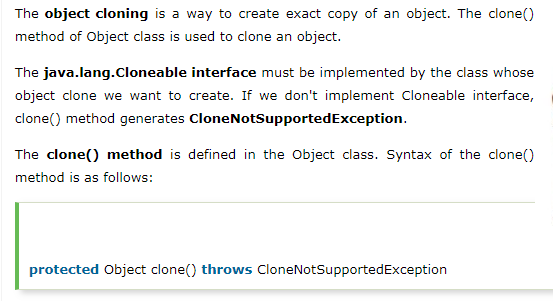 The object cloning is a way to create exact copy of an object. The clone()
method of Object class is used to clone an object.
The java.lang.Cloneable interface must be implemented by the class whose
object clone we want to create. If we don't implement Cloneable interface,
clone() method generates CloneNotSupportedException.
The clone() method is defined in the Object class. Syntax of the clone()
method is as follows:
protected Object clone() throws CloneNotSupportedException